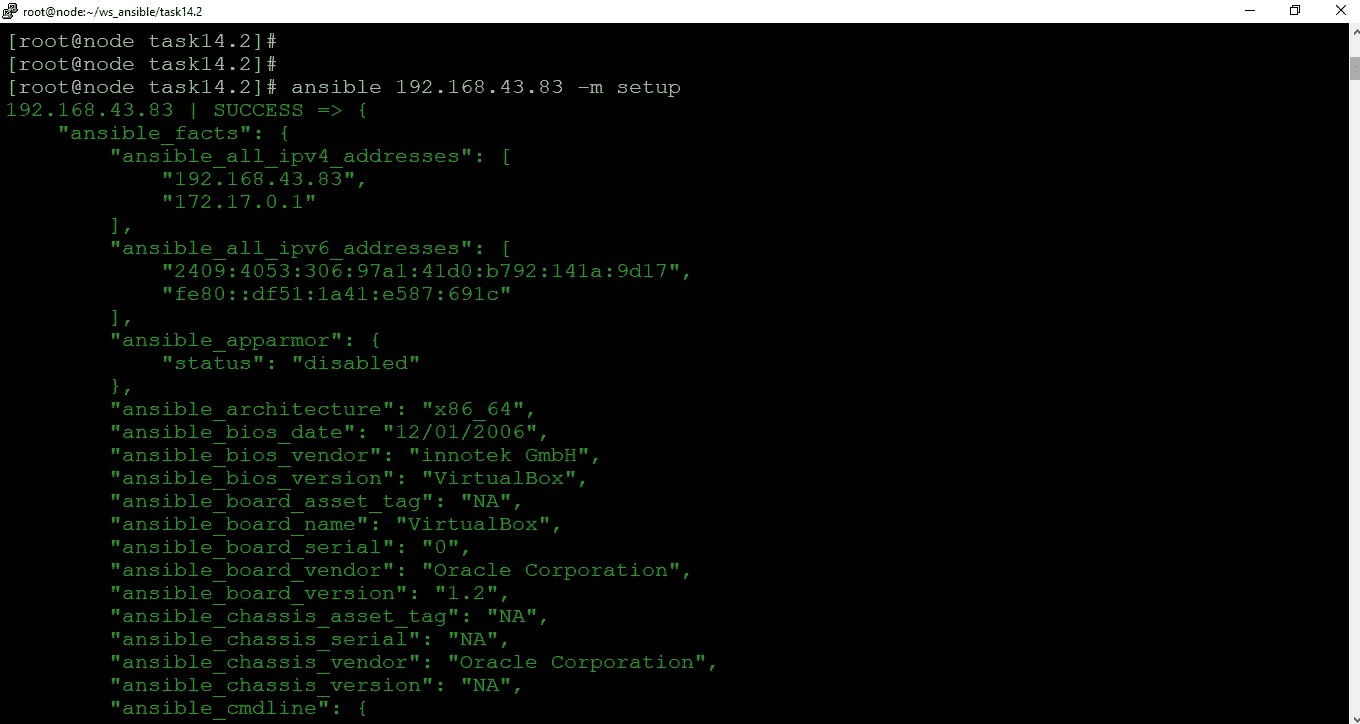 root@node:~/ws_ansible/task14.2
[root@node task14.2]#
[root@node task14.2]#
[root@node task14.2]# ansible 192.168.43.83 -m setup
192.168.43.83 | SUCCESS => {
    "ansible_facts": {
        "ansible_all_ipv4_addresses": [
            "192.168.43.83",
            "172.17.0.1"
        ],
        "ansible_all_ipv6_addresses": [
            "2409:4053:306:97a1:41d0:b792:141a:9d17",
            "fe80::df51:1a41:e587:691c"
        ],
        "ansible_apparmor": {
            "status": "disabled"
        },
        "ansible_architecture": "x86_64",
        "ansible_bios_date": "12/01/2006",
        "ansible_bios_vendor": "innotek GmbH",
        "ansible_bios_version": "VirtualBox",
        "ansible_board_asset_tag": "NA",
        "ansible_board_name": "VirtualBox",
        "ansible_board_serial": "0",
        "ansible_board_vendor": "Oracle Corporation",
        "ansible_board_version": "1.2",
        "ansible_chassis_asset_tag": "NA",
        "ansible_chassis_serial": "NA",
        "ansible_chassis_vendor": "Oracle Corporation",
        "ansible_chassis_version": "NA",
        "ansible_cmdline": {